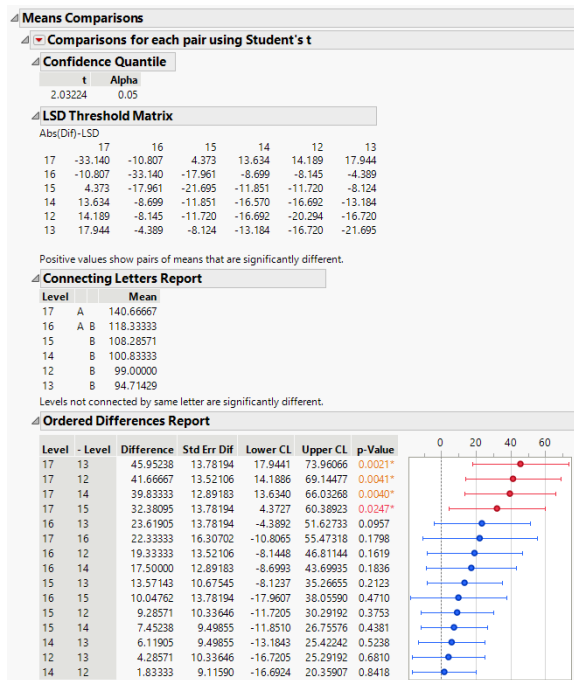 Means Comparisons
Comparisons for each pair using Student's t
Confidence Quantile
t Alpha
2.03224 0.05
LSD Threshold Matrix
Abs(Dif)-LSD
17 16 15 14 12 13
17 -33.140 -10.807 4.373 13.634 14.189 17.944
16 -10.807 -33.140 -17.961 -8.699 -8.145 -4.389
15 4.373 -17.961 -21.695 -11.851 -11.720 -8.124
14 13.634 -8.699 -11.851 -16.570 -16.692 -13.184
12 14.189 -8.145 -11.720 -16.692 -20.294 -16.720
13 17.944 -4.389 -8.124 -13.184 -16.720 -21.695
Positive values show pairs of means that are significantly different.
Connecting Letters Report
Level Mean
17 A 140.66667
16 A B 118.33333
15 B 108.28571
14 B 100.83333
12 B 99.00000
13 B 94.71429
Levels not connected by same letter are significantly different.
Ordered Differences Report
Level - Level Difference Std Err Dif Lower CL Upper CL p-Value 0 20 40 60
17 13 45.95238 13.78194 17.9441 73.96066 0.0021*
17 12 41.66667 13.52106 14.1886 69.14477 0.0041*
17 14 39.83333 12.89183 13.6340 66.03268 0.0040*
17 15 32.38095 13.78194 4.3727 60.38923 0.0247*
16 13 23.61905 13.78194 -4.3892 51.62733 0.0957
17 16 22.33333 16.30702 -10.8065 55.47318 0.1798
16 12 19.33333 13.52106 -8.1448 46.81144 0.1619
16 14 17.50000 12.89183 -8.6993 43.69935 0.1836
15 13 13.57143 10.67545 -8.1237 35.26655 0.2123
16 15 10.04762 13.78194 -17.9607 38.05590 0.4710
15 12 9.28571 10.33646 -11.7205 30.29192 0.3753
15 14 7.45238 9.49855 -11.8510 26.75576 0.4381
14 13 6.11905 9.49855 -13.1843 25.42242 0.5238
12 13 4.28571 10.33646 -16.7205 25.29192 0.6810
14 12 1.83333 9.11590 -16.6924 20.35907 0.8418